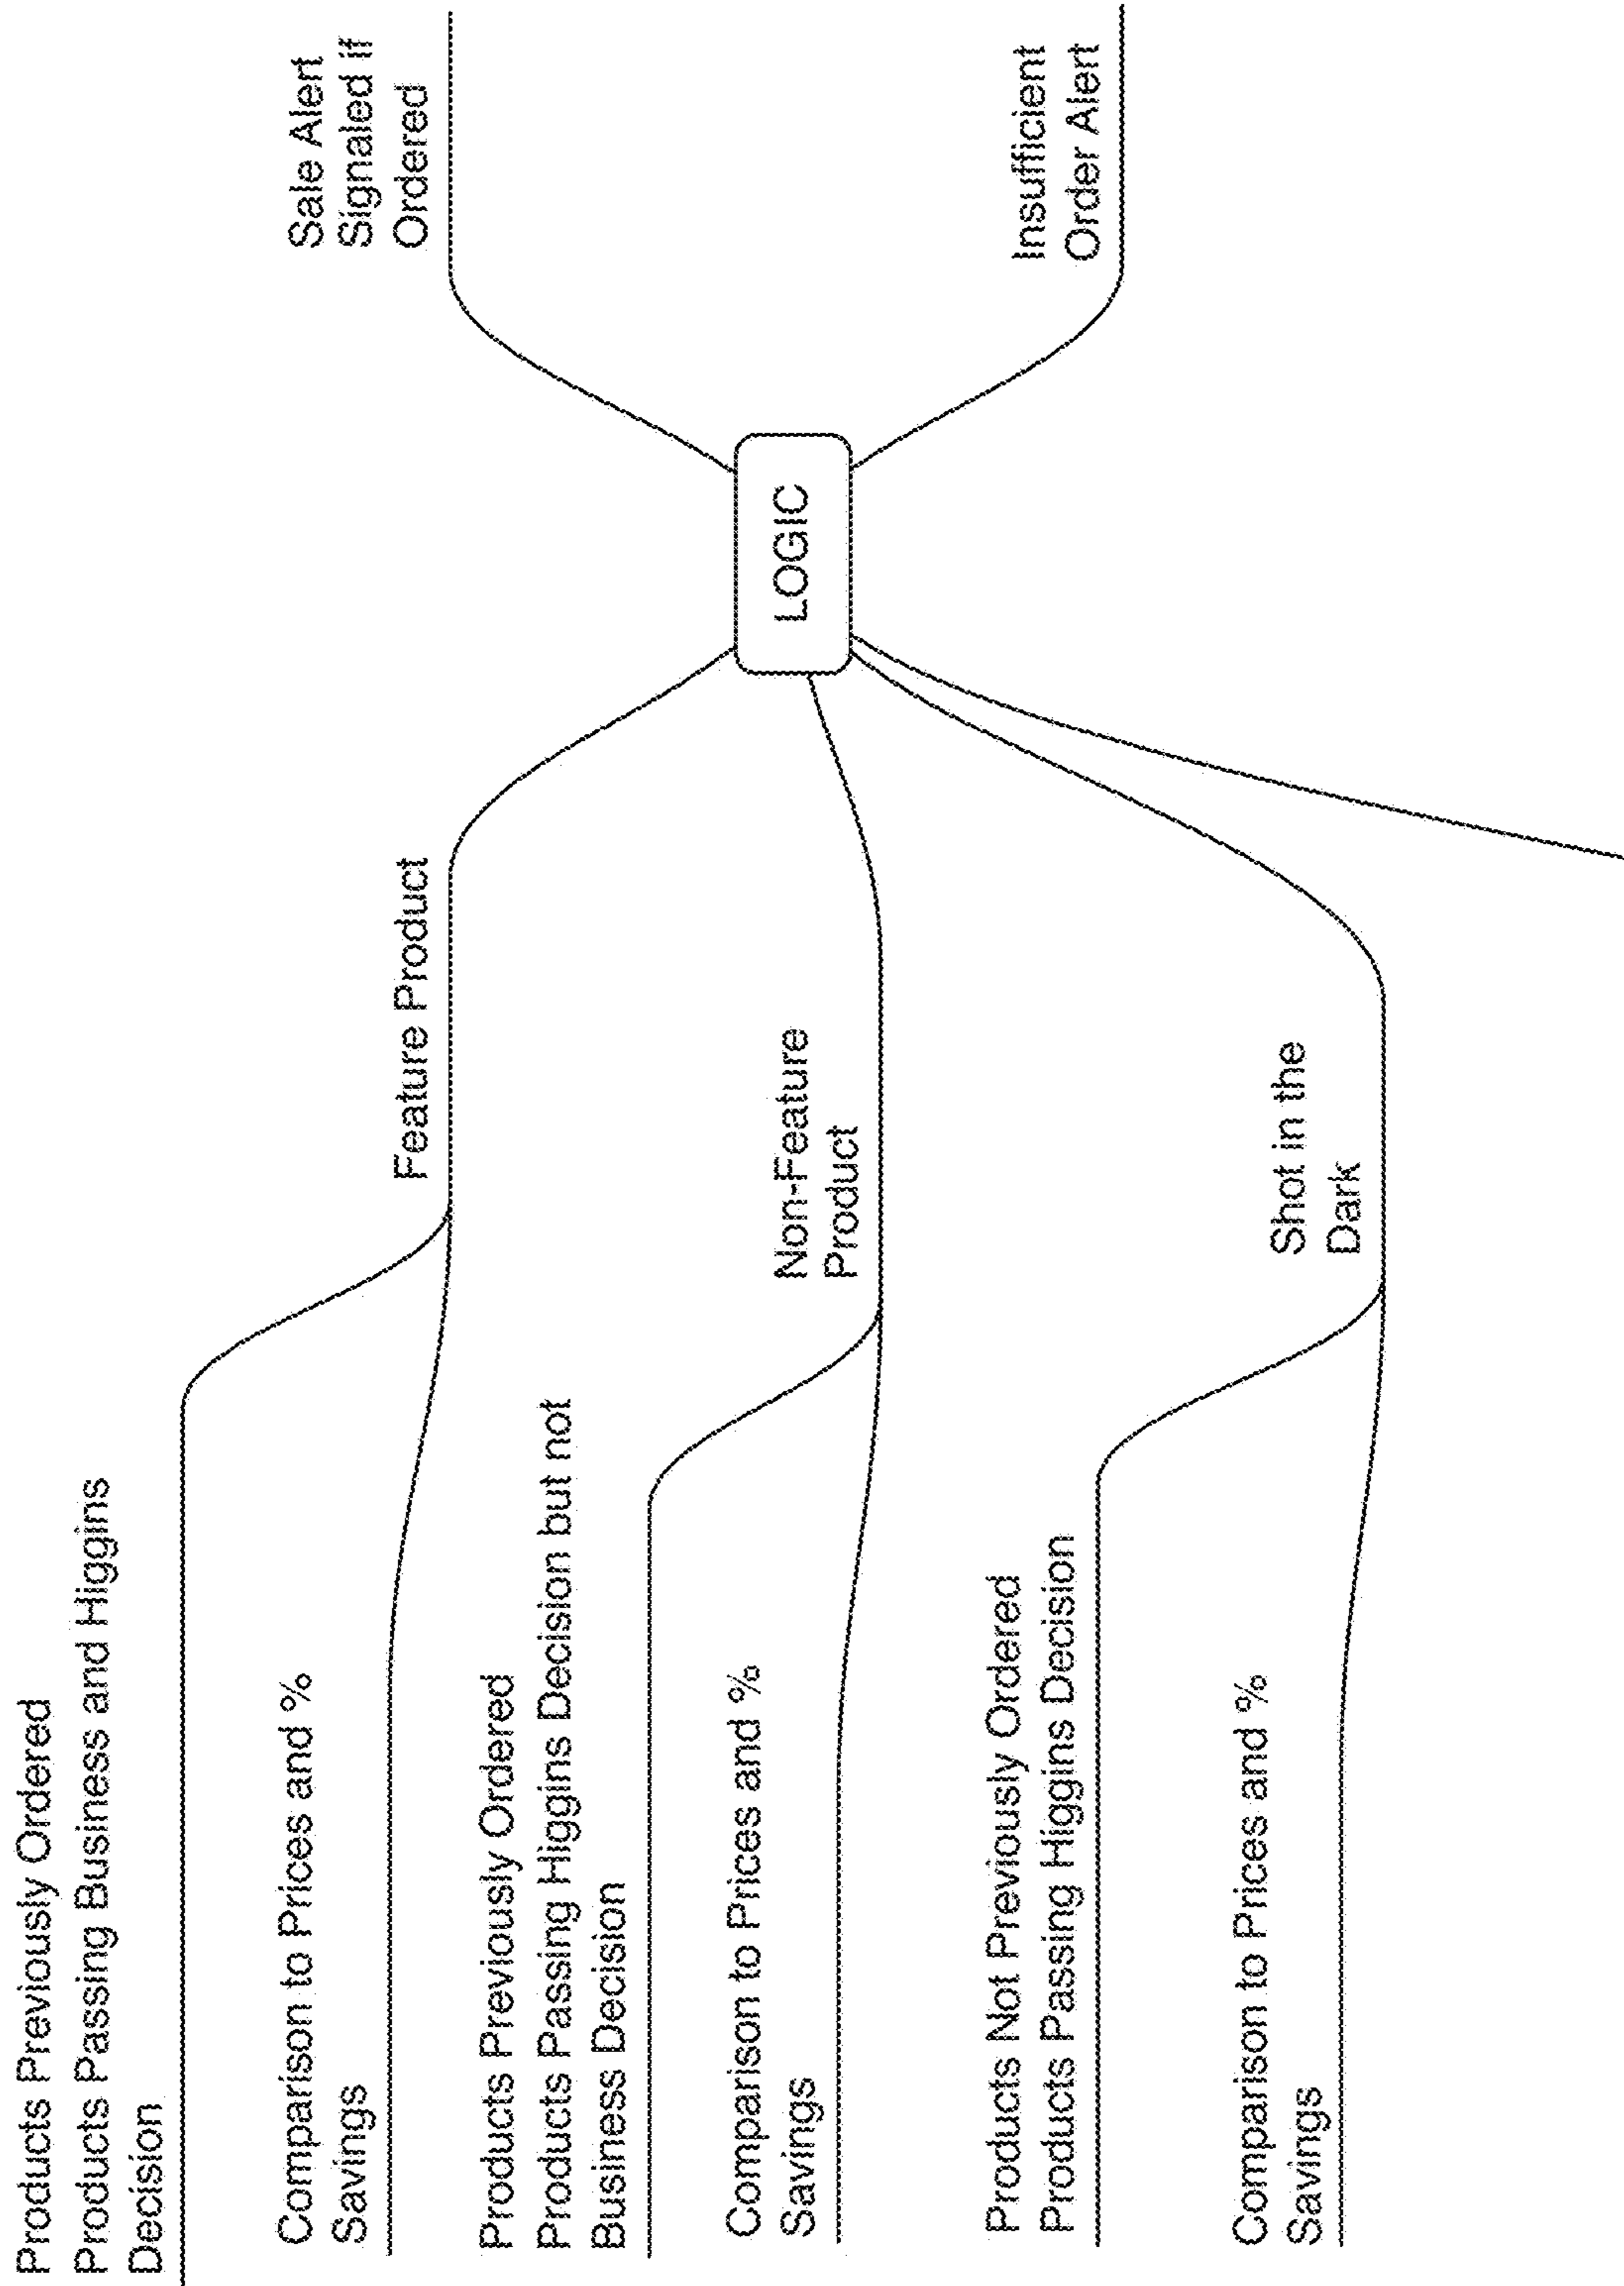 Products Previously Ordered
Products Passing Business and Higgins
Decision
Comparison to Prices and %
Savings
Feature Product
Products Previously Ordered
Products Passing Higgins Decision but not
Business Decision
Comparison to Prices and %
Savings
Non-Feature
Product
Products Not Previously Ordered
Products Passing Higgins Decision
Comparison to Prices and %
Savings
Shot in the
Dark
LOGIC
Sale Alert
Signaled if
Ordered
Insufficient
Order Alert